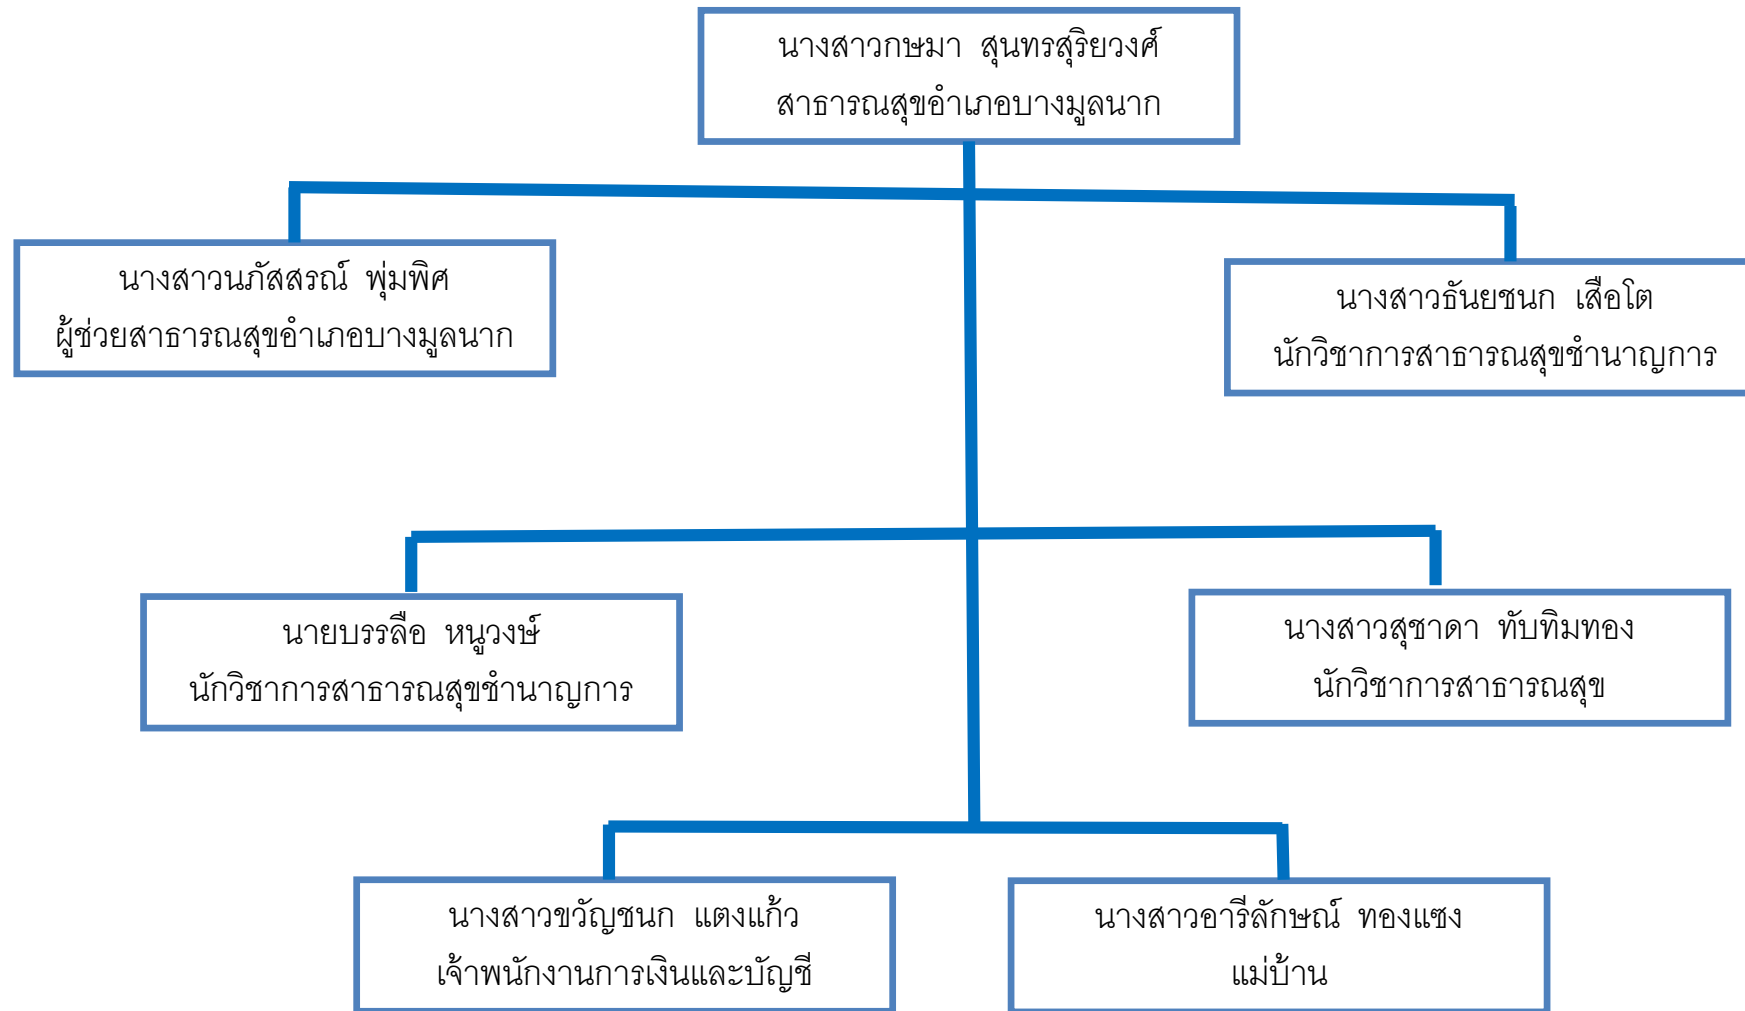 นางสาวกษมา สุนทรสุริยวงศ์
สาธารณสุขอำเภอบางมูลนาก
นางสาวนภัสสรณ์ พุ่มพิศ
ผู้ช่วยสาธารณสุขอำเภอบางมูลนาก
นางสาวธันยชนก เสือโต
นักวิชาการสาธารณสุขชำนาญการ
นายบรรลือ หนูวงษ์
นักวิชาการสาธารณสุขชำนาญการ
นางสาวสุชาดา ทับทิมทอง
นักวิชาการสาธารณสุข
นางสาวขวัญชนก แตงแก้ว
เจ้าพนักงานการเงินและบัญชี
นางสาวอารีลักษณ์ ทองแซง
แม่บ้าน